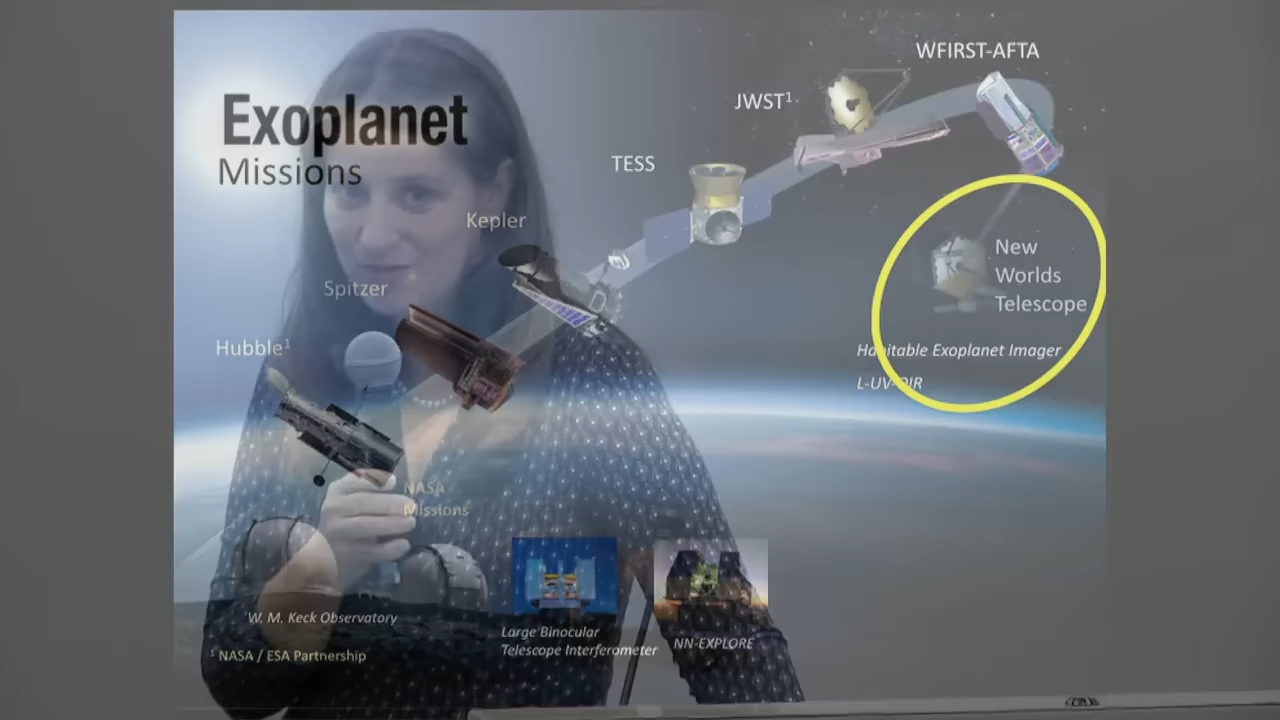 Exoplanet
Missions
WFIRST-AFTA
JWST¹
TESS
Kepler
Spitzer
Hubble¹
New
Worlds
Telescope
Habitable Exoplanet Imager
L-UV-OIR
NASA
Missions
W. M. Keck Observatory
Large Binocular
Telescope Interferometer
NN-EXPLORE
¹ NASA / ESA Partnership